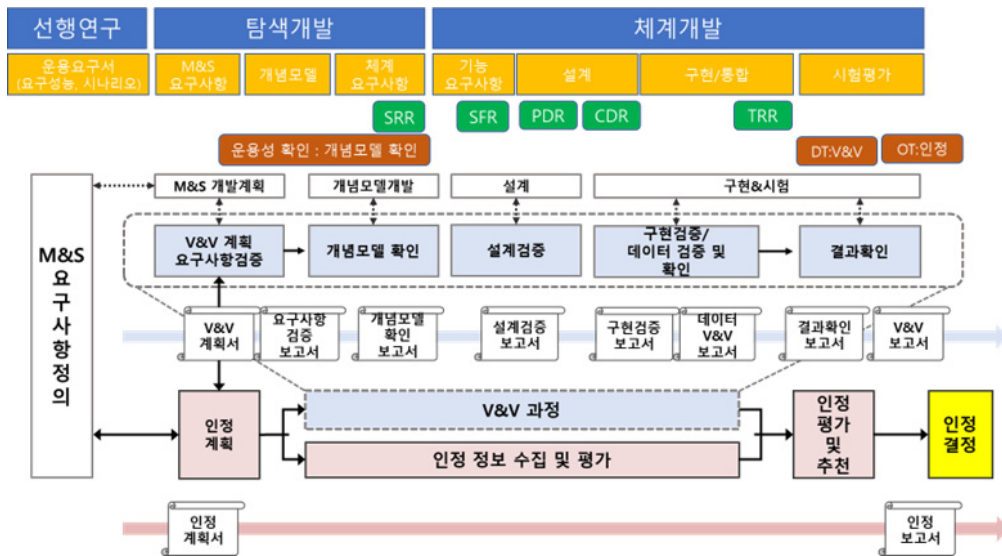 선행연구
탐색개발
체계개발
운용요구서
(요구성능, 시나리오)
M&S
요구사항
개념모델
체계
요구사항
기능
요구사항
설계
구현/통합
시험평가
SRR
SFR
PDR
CDR
TRR
운용성 확인 : 개념모델 확인
DT:V&V
OT:인정
M&S
요
구
사
항
정
의
M&S 개발계획
개념모델개발
설계
구현&시험
V&V 계획
요구사항검증
개념모델 확인
설계검증
구현검증/
데이터 검증 및
확인
결과확인
V&V
계획서
요구사항
검증
보고서
개념모델
확인
보고서
설계검증
보고서
구현검증
보고서
데이터
V&V
보고서
결과확인
보고서
V&V
보고서
인정
계획
V&V 과정
인정 정보 수집 및 평가
인정
평가
및
추천
인정
결정
인정
계획서
인정
보고서